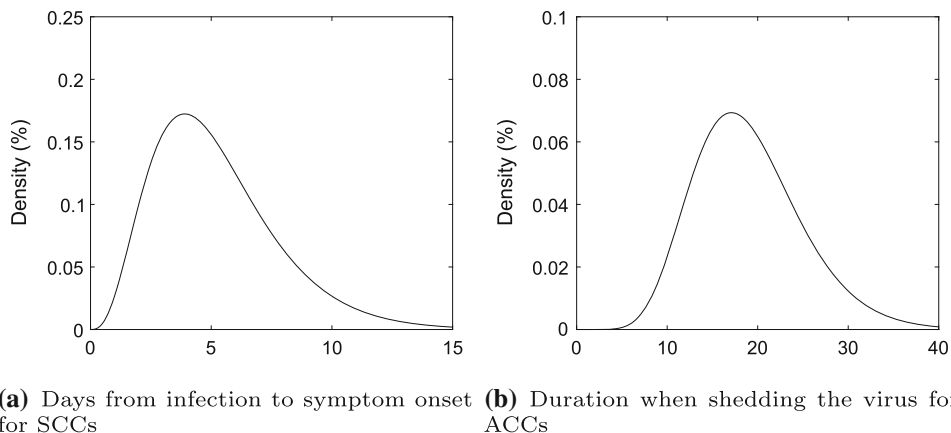 0.25
0.2
0.15
0.1
0.05
0
Density (%)
0 5 10 15
0.1
0.08
0.06
0.04
0.02
0
Density (%)
0 10 20 30 40
(a) Days from infection to symptom onset
for SCCs
(b) Duration when shedding the virus for
ACCs